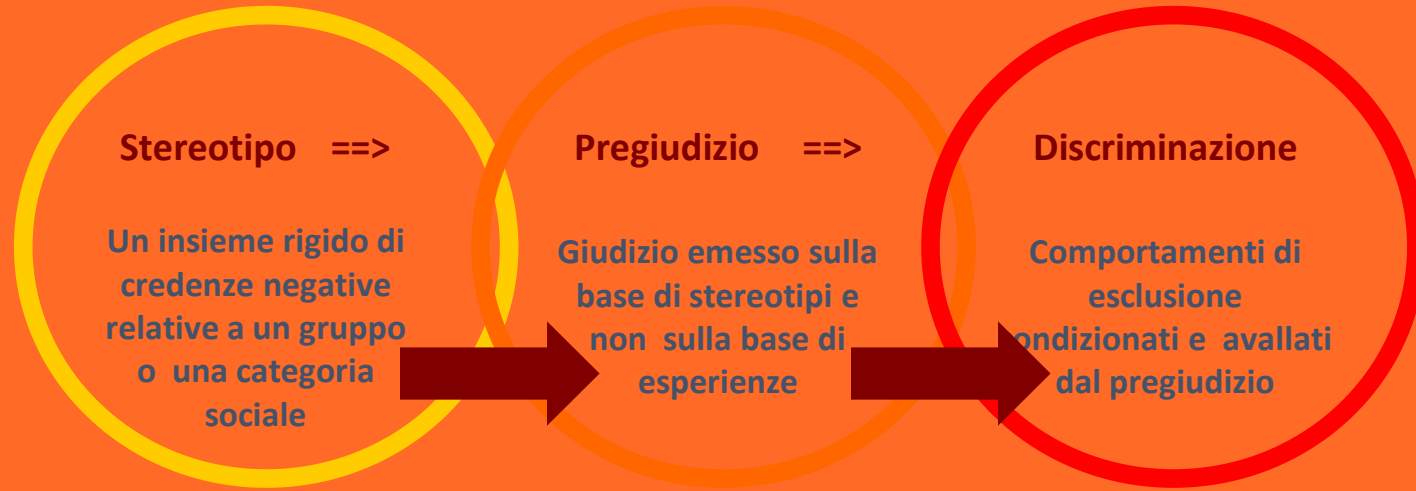 Stereotipo ==>
Un insieme rigido di
credenze negative
relative a un gruppo
o una categoria
sociale
Pregiudizio ==>
Giudizio emesso sulla
base di stereotipi e
non sulla base di
esperienze
Discriminazione
Comportamenti di
esclusione
ondizionati e avallati
dal pregiudizio